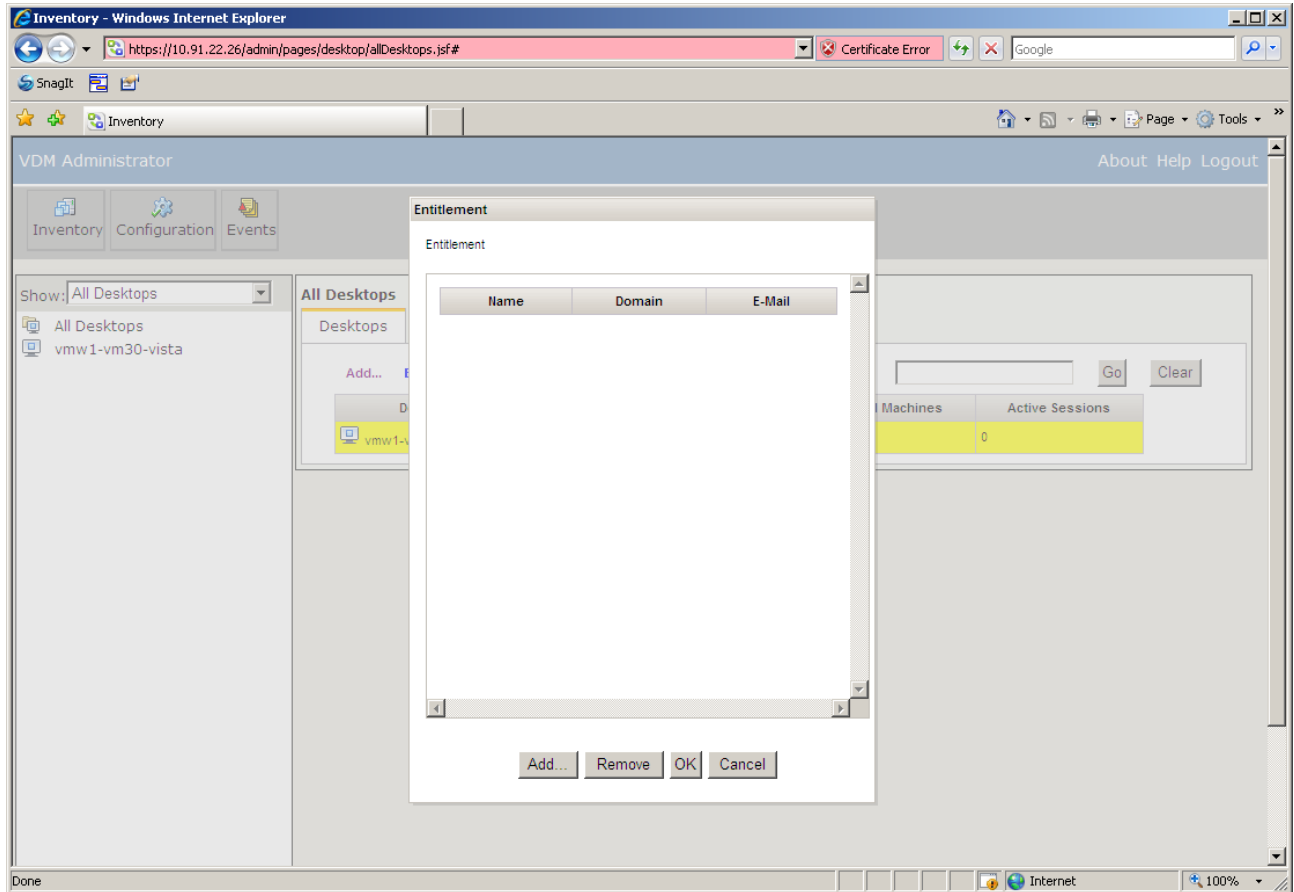 Inventory - Windows Internet Explorer
https://10.91.22.26/admin/pages/desktop/allDesktops.jsf#
Certificate Error
Google
SnagIt
Inventory
Page
Tools
VDM Administrator
About Help Logout
Inventory Configuration Events
Show: All Desktops
All Desktops
vmw1-vm30-vista
All Desktops
Desktops
Add...
Go
Clear
Machines
Active Sessions
vmw1-v
0
Entitlement
Entitlement
Name
Domain
E-Mail
Add...
Remove
OK
Cancel
Done
Internet
100%